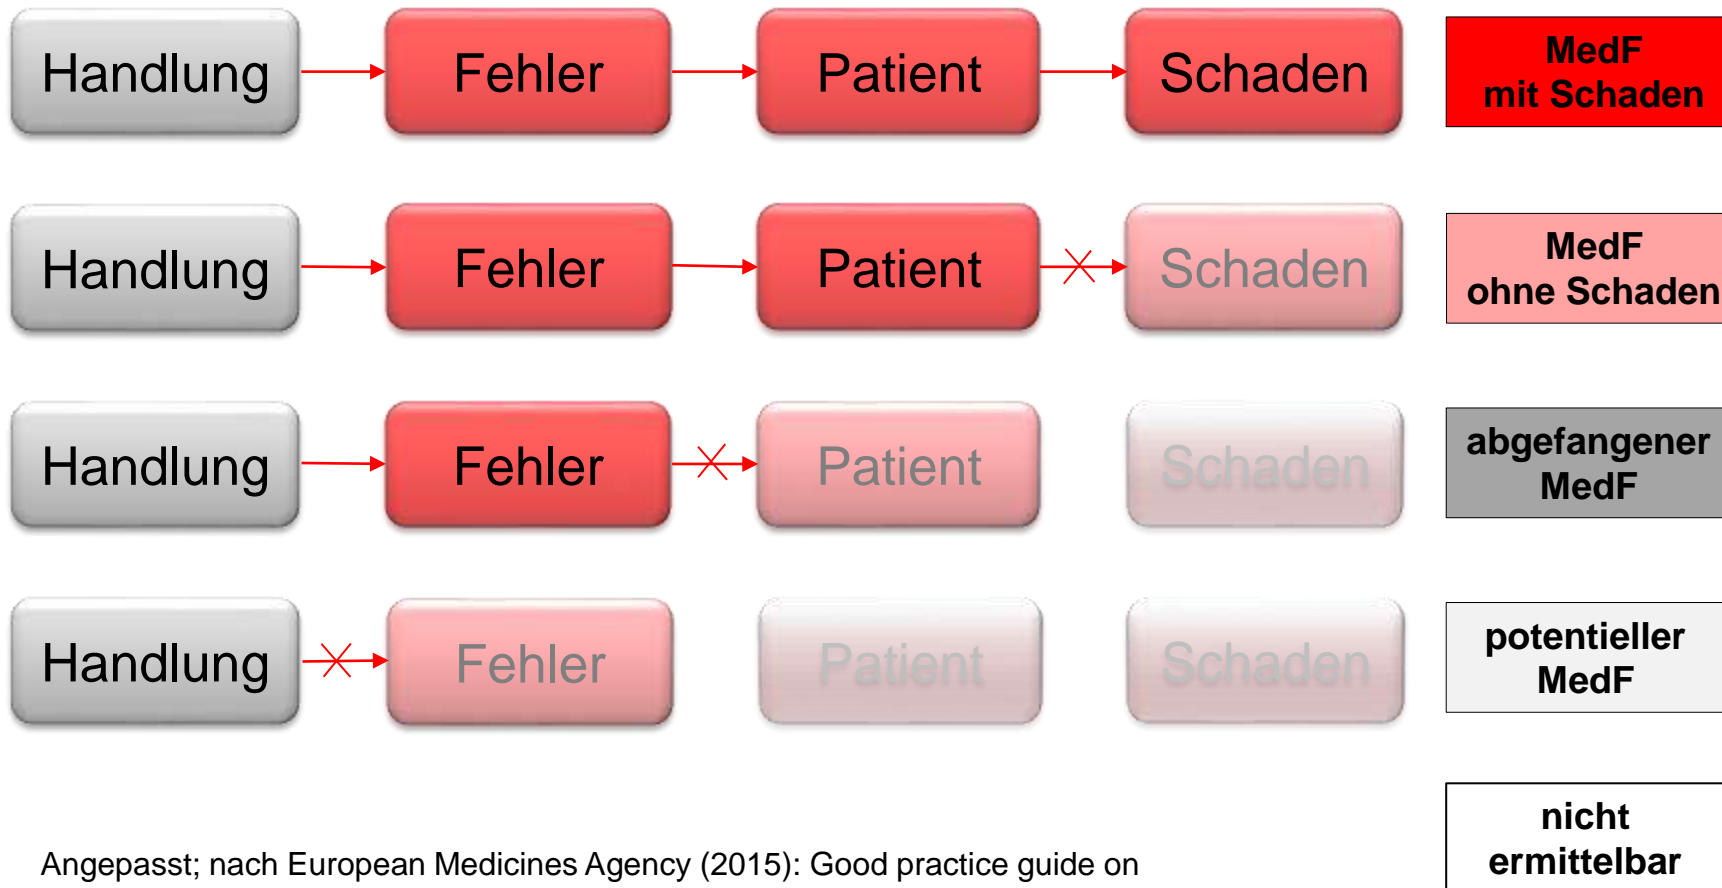 Handlung Fehler Patient Schaden MedF
mit Schaden
Handlung Fehler Patient Schaden MedF
ohne Schaden
Handlung Fehler Patient Schaden abgefangener
MedF
Handlung Fehler Patient Schaden potentieller
MedF
nicht
ermittelbar
Angepasst; nach European Medicines Agency (2015): Good practice guide on